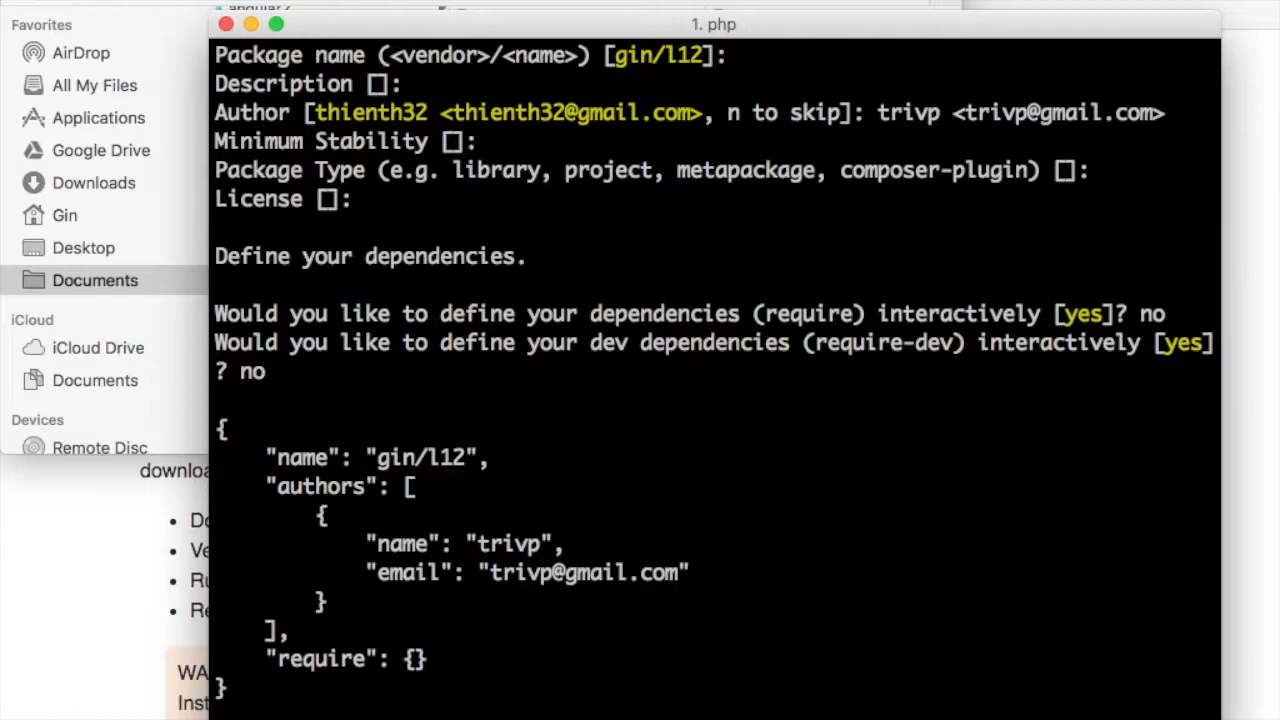 angular2
1. php
Favorites
AirDrop
All My Files
Applications
Google Drive
Downloads
Gin
Desktop
Documents
iCloud
iCloud Drive
Documents
Devices
Remote Disc
Package name (<vendor>/<name>) [gin/l12]:
Description []:
Author [thienth32 <thienth32@gmail.com>, n to skip]: trivp <trivp@gmail.com>
Minimum Stability []:
Package Type (e.g. library, project, metapackage, composer-plugin) []:
License []:
Define your dependencies.
Would you like to define your dependencies (require) interactively [yes]? no
Would you like to define your dev dependencies (require-dev) interactively [yes]
? no
{
"name": "gin/l12",
"authors": [
{
"name": "trivp",
"email": "trivp@gmail.com"
}
],
"require": {}
}